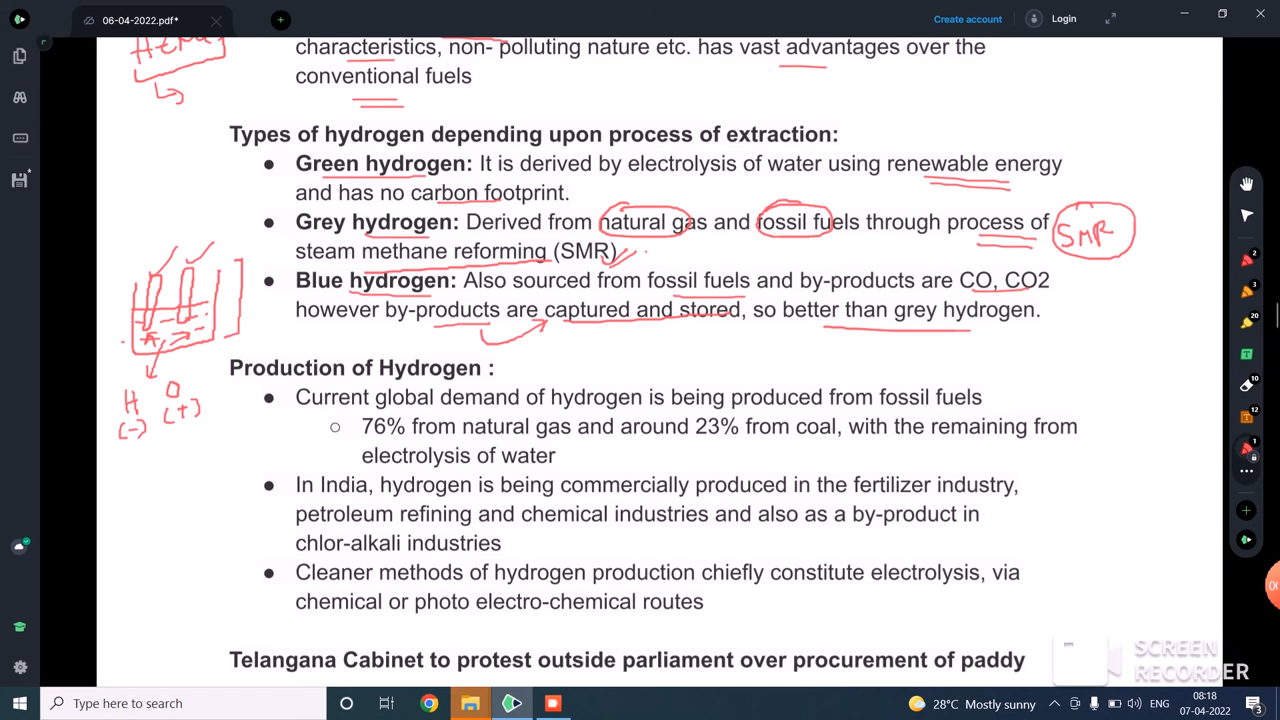 06-04-2022.pdf*
Create account
Login
characteristics, non- polluting nature etc. has vast advantages over the
conventional fuels
Types of hydrogen depending upon process of extraction:
● Green hydrogen: It is derived by electrolysis of water using renewable energy
and has no carbon footprint.
● Grey hydrogen: Derived from natural gas and fossil fuels through process of
SMR
steam methane reforming (SMR)
● Blue hydrogen: Also sourced from fossil fuels and by-products are CO, CO2
however by-products are captured and stored, so better than grey hydrogen.
H O
(-) (+)
Production of Hydrogen :
● Current global demand of hydrogen is being produced from fossil fuels
○ 76% from natural gas and around 23% from coal, with the remaining from
electrolysis of water
● In India, hydrogen is being commercially produced in the fertilizer industry,
petroleum refining and chemical industries and also as a by-product in
chlor-alkali industries
● Cleaner methods of hydrogen production chiefly constitute electrolysis, via
chemical or photo electro-chemical routes
Telangana Cabinet to protest outside parliament over procurement of paddy
SCREEN
RECORDER
2
3
20
T
10
12
1
Type here to search
28°C Mostly sunny
ENG
08:18
07-04-2022
3